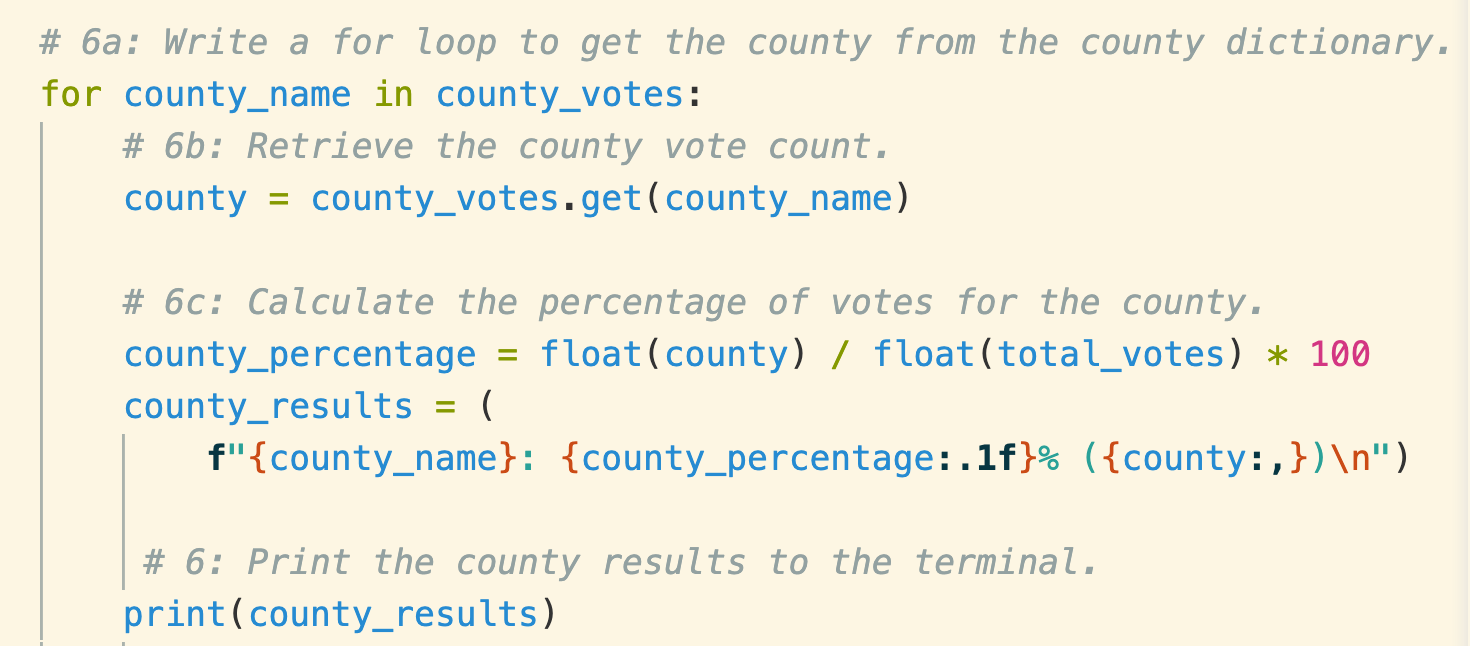 # 6a: Write a for loop to get the county from the county dictionary.
for county_name in county_votes:
    # 6b: Retrieve the county vote count.
    county = county_votes.get(county_name)

    # 6c: Calculate the percentage of votes for the county.
    county_percentage = float(county) / float(total_votes) * 100
    county_results = (
        f"{county_name}: {county_percentage:.1f}% ({county:,})\n")

     # 6: Print the county results to the terminal.
    print(county_results)